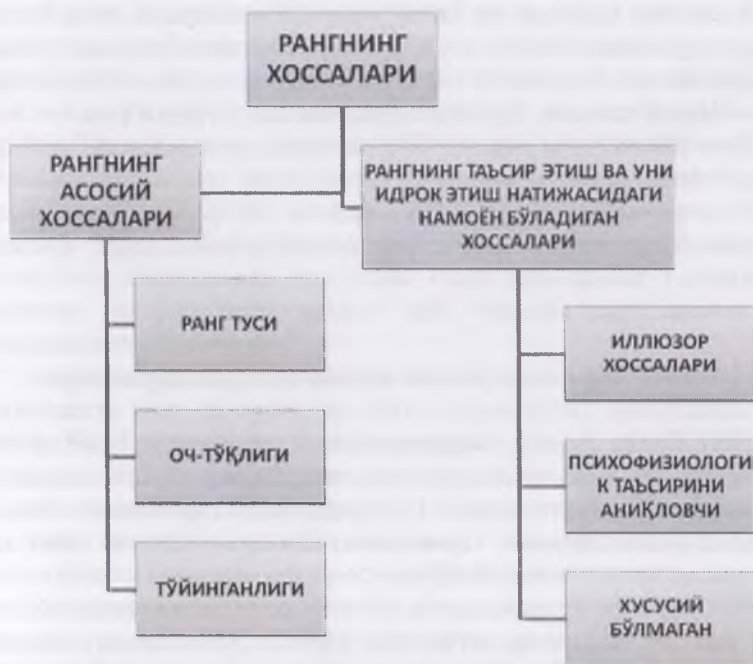 РАНГНИНГ
ХОССАЛАРИ
РАНГНИНГ
АСОСИЙ
ХОССАЛАРИ
РАНГНИНГ ТАЪСИР ЭТИШ ВА УНИ
ИДРОК ЭТИШ НАТИЖАСИДАГИ
НАМОЁН БЎЛАДИГАН
ХОССАЛАРИ
РАНГ ТУСИ
ОЧ-ТЎҚЛИГИ
ТЎЙИНГАНЛИГИ
ИЛЛЮЗОР
ХОССАЛАРИ
ПСИХОФИЗИОЛОГИ
К ТАЪСИРИНИ
АНИҚЛОВЧИ
ХУСУСИЙ
БЎЛМАГАН